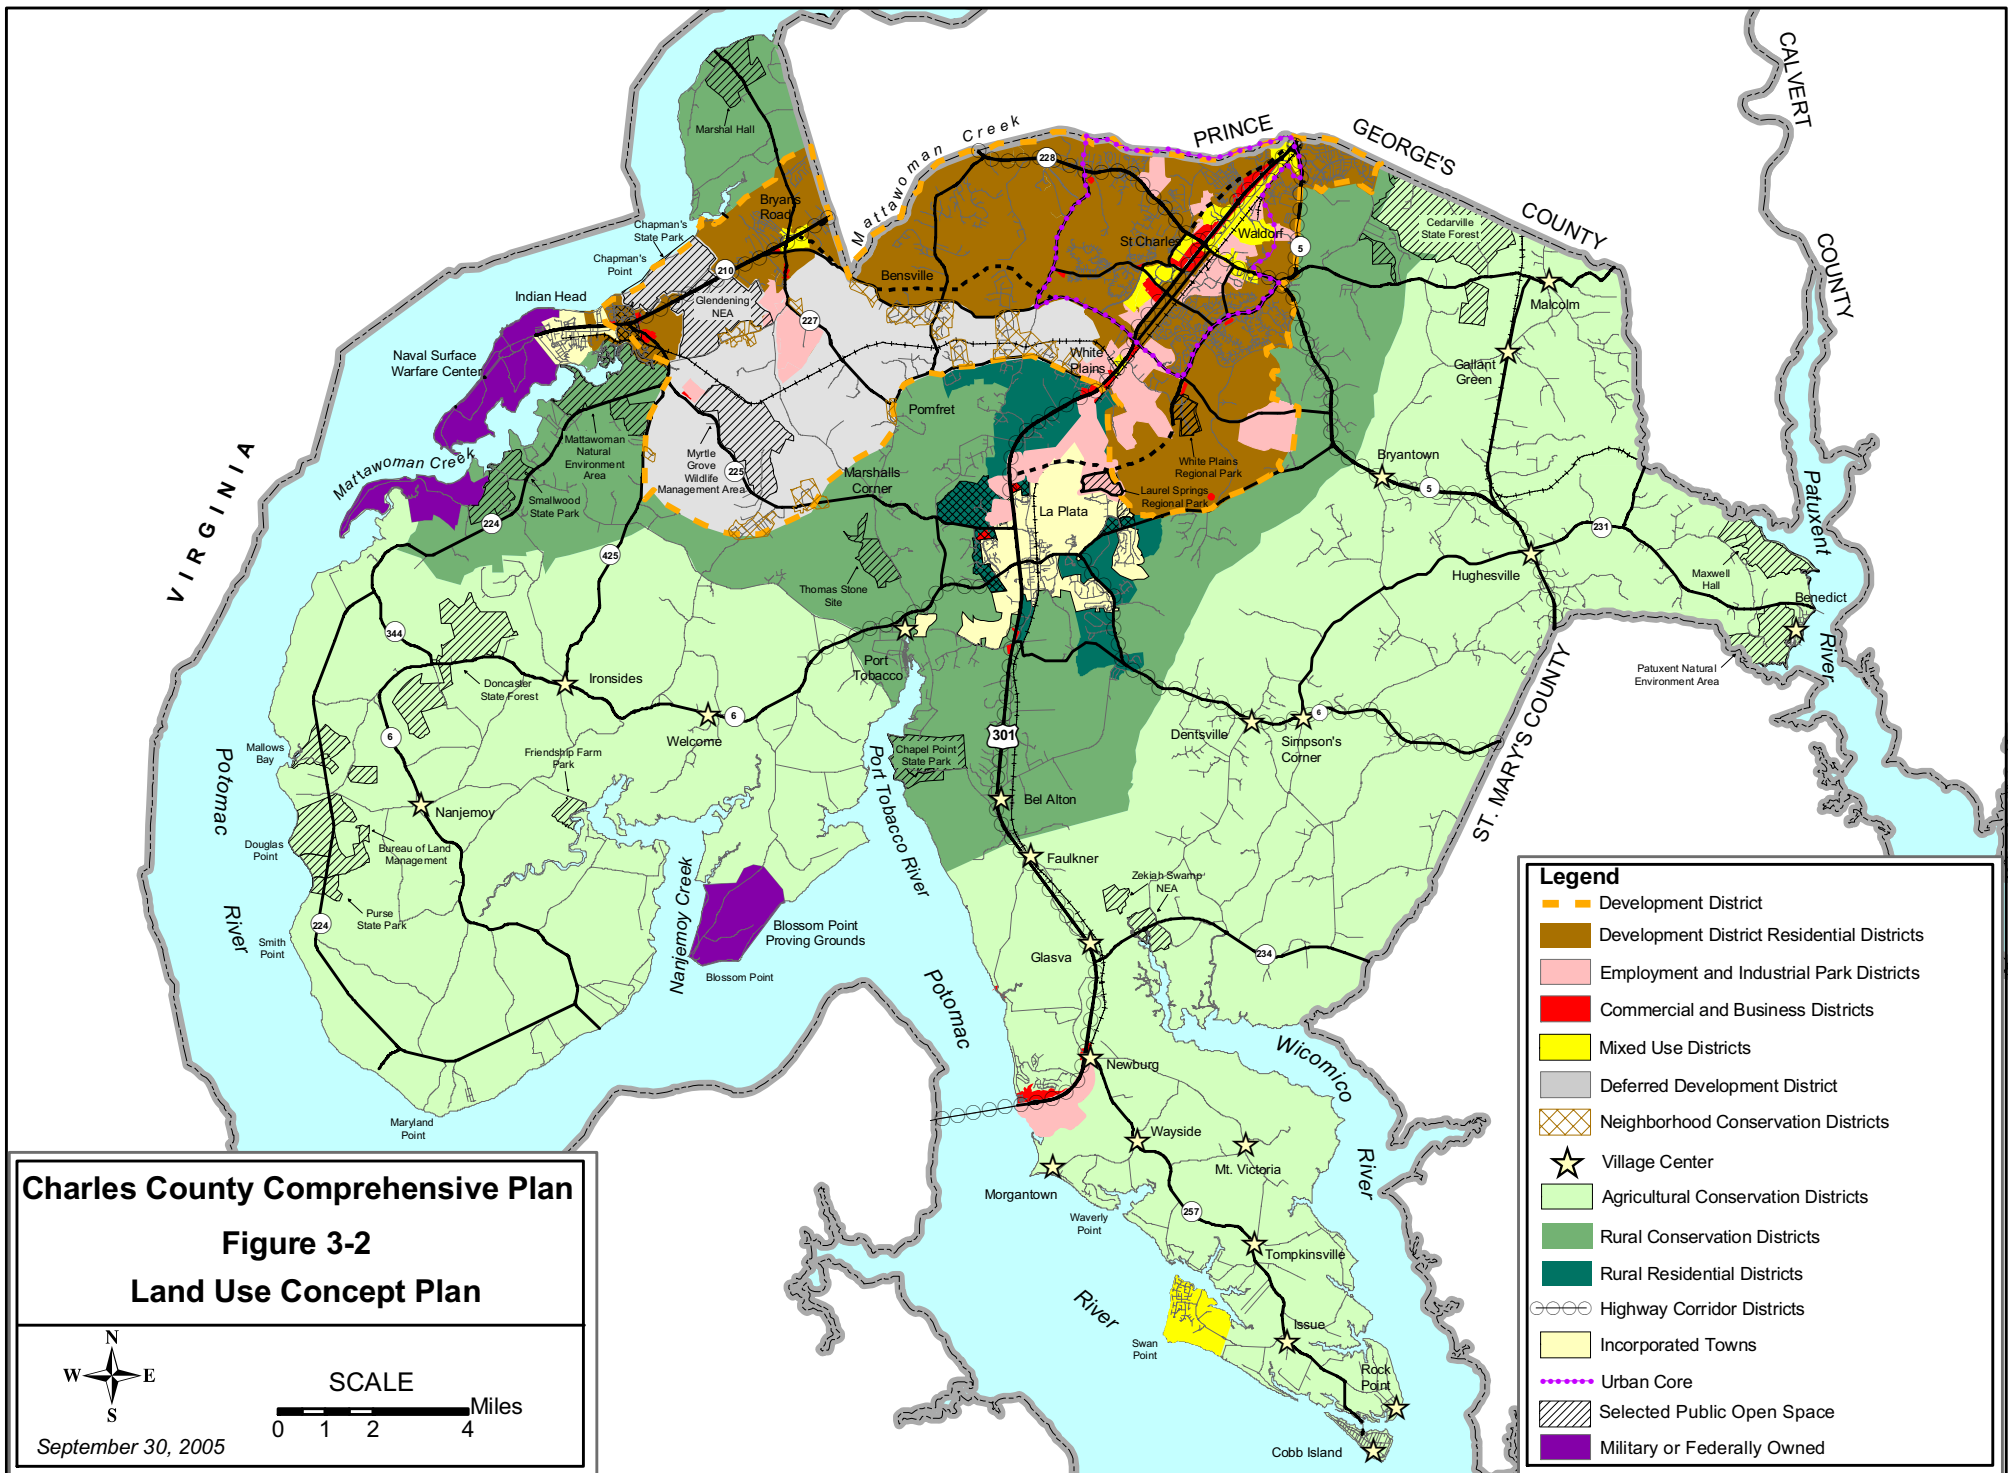 Marshal Hall
Mattawoman Creek
PRINCE
GEORGE'S
COUNTY
CALVERT
COUNTY
228
Bryans
Road
Chapman's
State Park
Chapman's
Point
210
Cedarville
State Forest
St Charles
Waldorf
5
Bensville
Malcolm
Indian Head
Glendening
NEA
227
Naval Surface
Warfare Center
White
Plains
Gallant
Green
Pomfret
VIRGINIA
Mattawoman Creek
Mattawoman
Natural
Environment
Area
Myrtle
Grove
Wildlife
Management Area
225
Marshalls
Corner
White Plains
Regional Park
Bryantown
5
Smallwood
State Park
224
Laurel Springs
Regional Park
La Plata
231
Patuxent
River
425
Thomas Stone
Site
Hughesville
Maxwell
Hall
Benedict
344
Port
Tobacco
Patuxent Natural
Environment Area
Doncaster
State Forest
Ironsides
Welcome
6
6
Friendship Farm
Park
Mallows
Bay
Potomac
River
301
Chapel Point
State Park
Port Tobacco River
Dentsville
Simpson's
Corner
6
ST. MARY'S COUNTY
Nanjemoy
Bel Alton
Douglas
Point
Bureau of Land
Management
Faulkner
Zekiah Swamp
NEA
Nanjemoy Creek
Purse
State Park
224
Smith
Point
Blossom Point
Proving Grounds
Blossom Point
Glasva
234
Potomac
River
Wicomico
River
Newburg
Maryland
Point
Wayside
Mt. Victoria
Morgantown
Waverly
Point
257
Tompkinsville
Swan
Point
Issue
Rock
Point
Cobb Island
Legend
Development District
Development District Residential Districts
Employment and Industrial Park Districts
Commercial and Business Districts
Mixed Use Districts
Deferred Development District
Neighborhood Conservation Districts
Village Center
Agricultural Conservation Districts
Rural Conservation Districts
Rural Residential Districts
Highway Corridor Districts
Incorporated Towns
Urban Core
Selected Public Open Space
Military or Federally Owned
Charles County Comprehensive Plan
Figure 3-2
Land Use Concept Plan
N
W E
S
SCALE
Miles
0 1 2 4
September 30, 2005